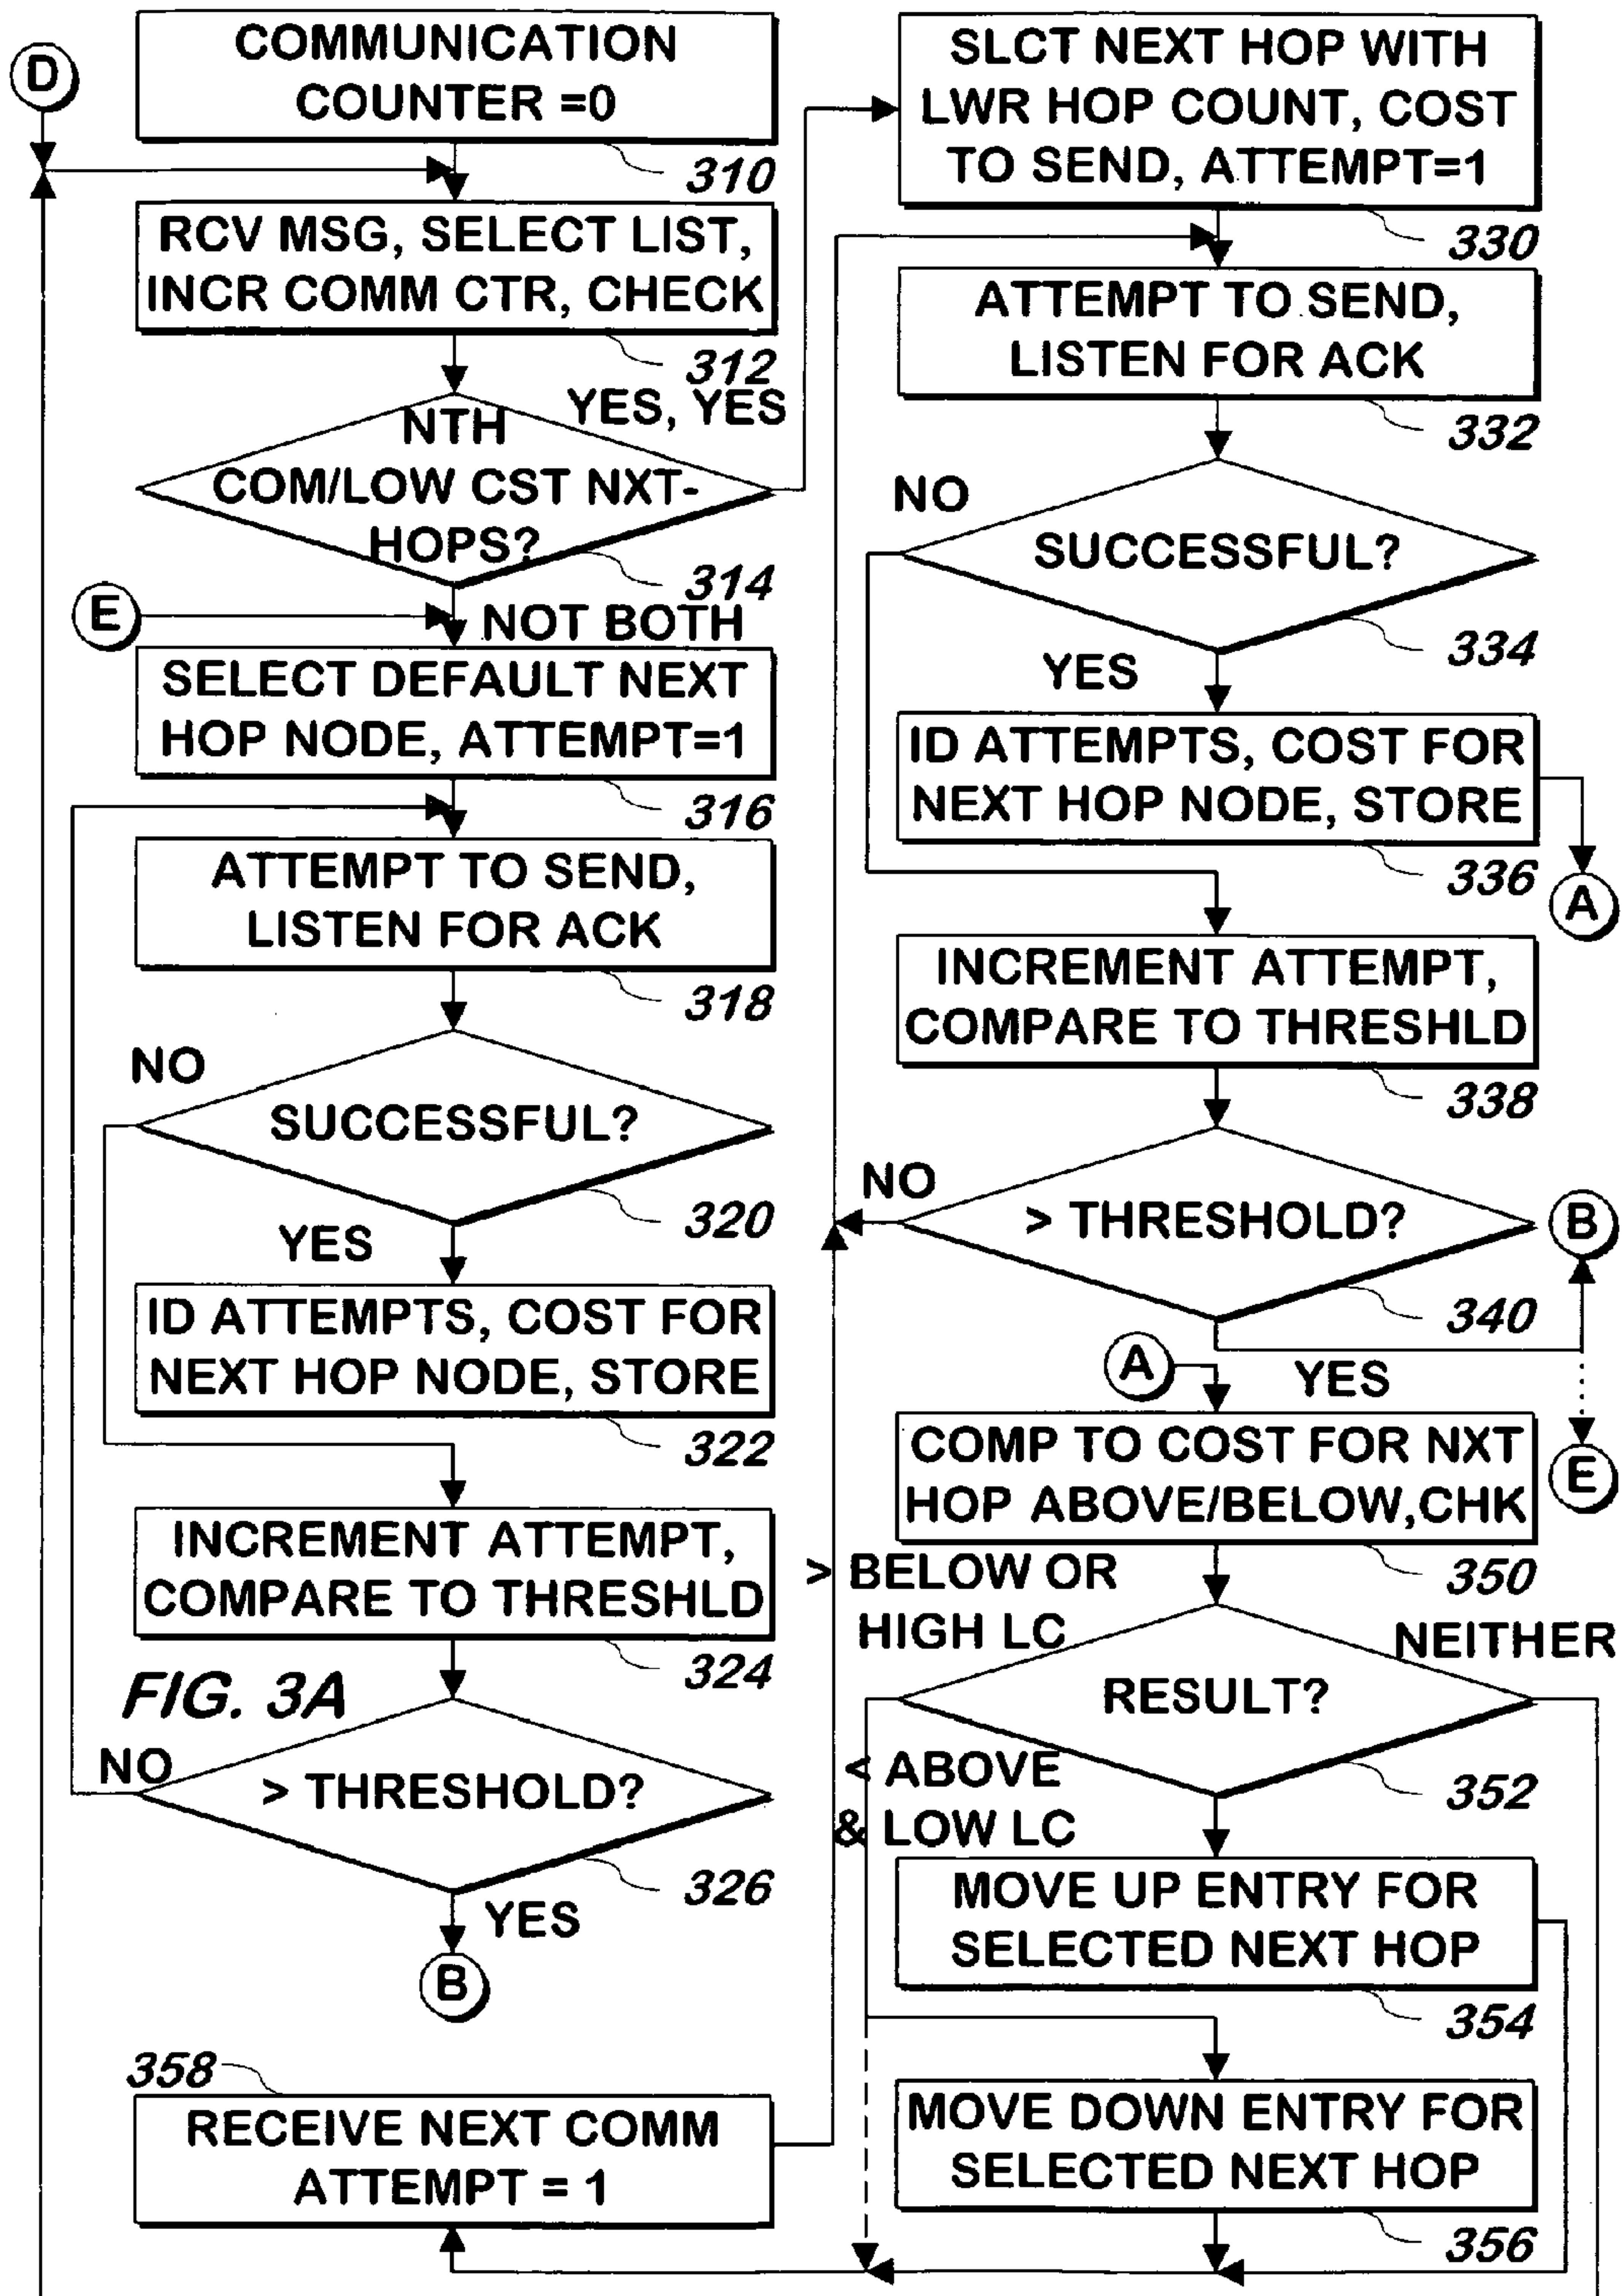 D
COMMUNICATION
COUNTER =0
310
RCV MSG, SELECT LIST,
INCR COMM CTR, CHECK
312
YES, YES
NTH
COM/LOW CST NXT-
HOPS?
314
E
NOT BOTH
SELECT DEFAULT NEXT
HOP NODE, ATTEMPT=1
316
ATTEMPT TO SEND,
LISTEN FOR ACK
318
NO
SUCCESSFUL?
320
YES
ID ATTEMPTS, COST FOR
NEXT HOP NODE, STORE
322
INCREMENT ATTEMPT,
COMPARE TO THRESHLD
324
FIG. 3A
NO
> THRESHOLD?
326
YES
B
358
RECEIVE NEXT COMM
ATTEMPT = 1
SLCT NEXT HOP WITH
LWR HOP COUNT, COST
TO SEND, ATTEMPT=1
330
ATTEMPT TO SEND,
LISTEN FOR ACK
332
NO
SUCCESSFUL?
334
YES
ID ATTEMPTS, COST FOR
NEXT HOP NODE, STORE
336
A
INCREMENT ATTEMPT,
COMPARE TO THRESHLD
338
NO
> THRESHOLD?
B
340
A
YES
COMP TO COST FOR NXT
HOP ABOVE/BELOW,CHK
E
350
> BELOW OR
HIGH LC
NEITHER
RESULT?
< ABOVE
& LOW LC
352
MOVE UP ENTRY FOR
SELECTED NEXT HOP
354
MOVE DOWN ENTRY FOR
SELECTED NEXT HOP
356